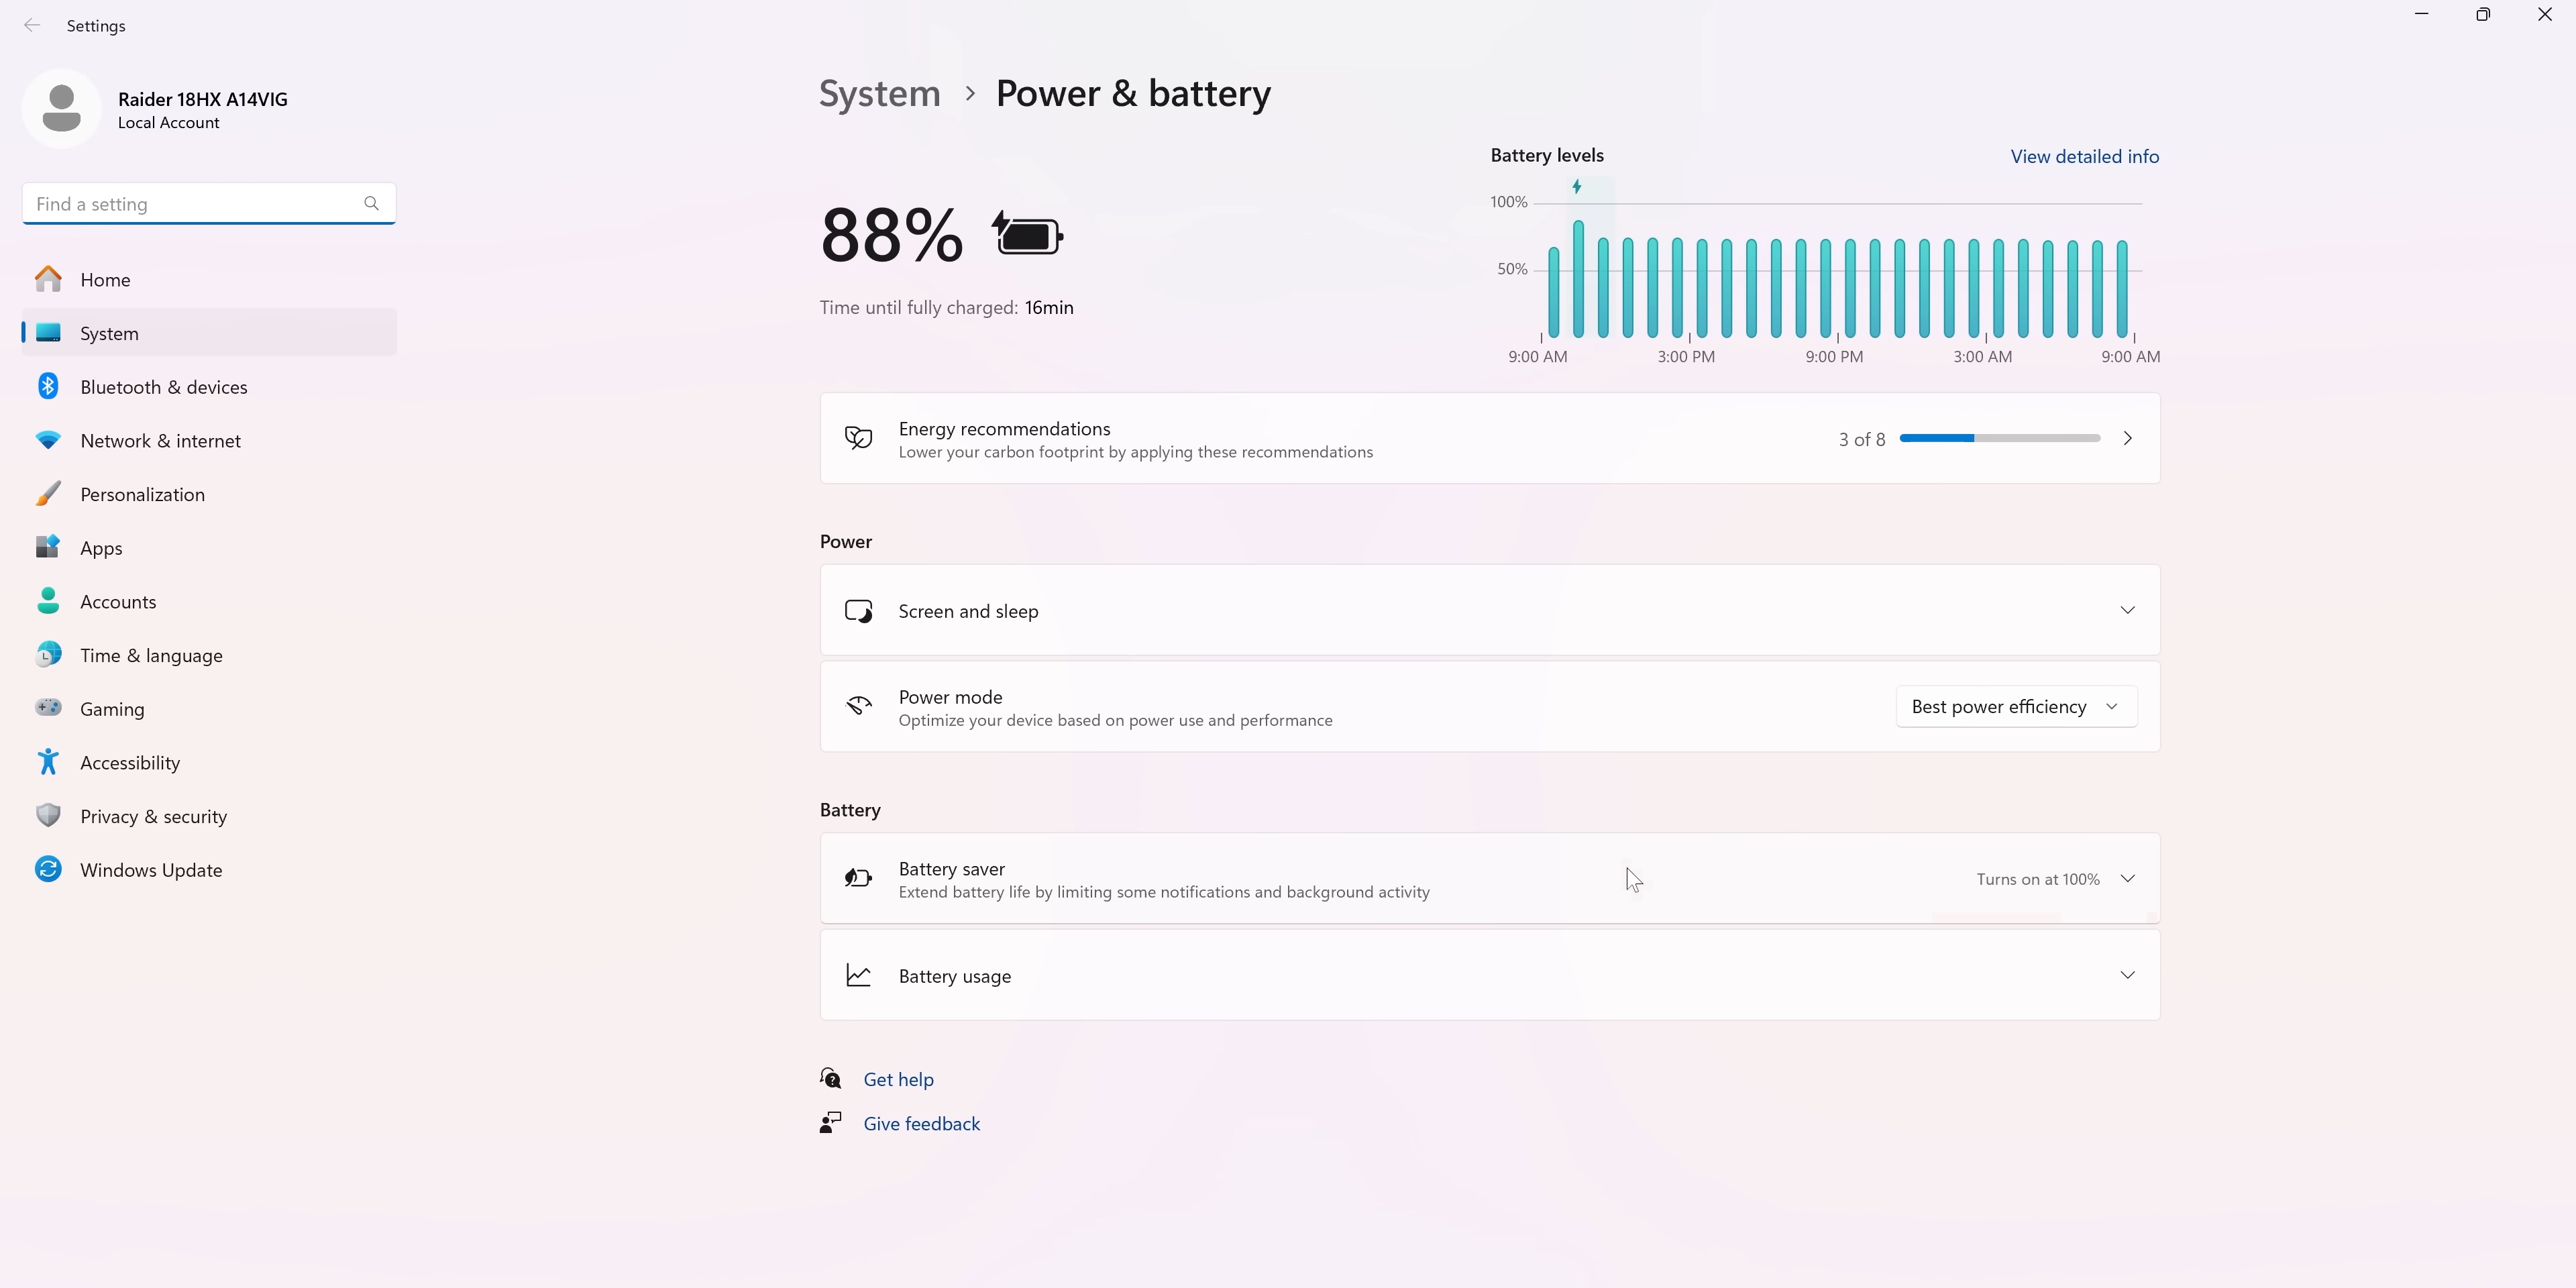 Settings
Raider 18HX A14VIG
Local Account
Find a setting
Home
System
Bluetooth & devices
Network & internet
Personalization
Apps
Accounts
Time & language
Gaming
Accessibility
Privacy & security
Windows Update
System > Power & battery
88%
Time until fully charged: 16min
Battery levels
View detailed info
100%
50%
9:00 AM 3:00 PM 9:00 PM 3:00 AM 9:00 AM
Energy recommendations
Lower your carbon footprint by applying these recommendations
3 of 8
Power
Screen and sleep
Power mode
Optimize your device based on power use and performance
Best power efficiency
Battery
Battery saver
Extend battery life by limiting some notifications and background activity
Turns on at 100%
Battery usage
Get help
Give feedback